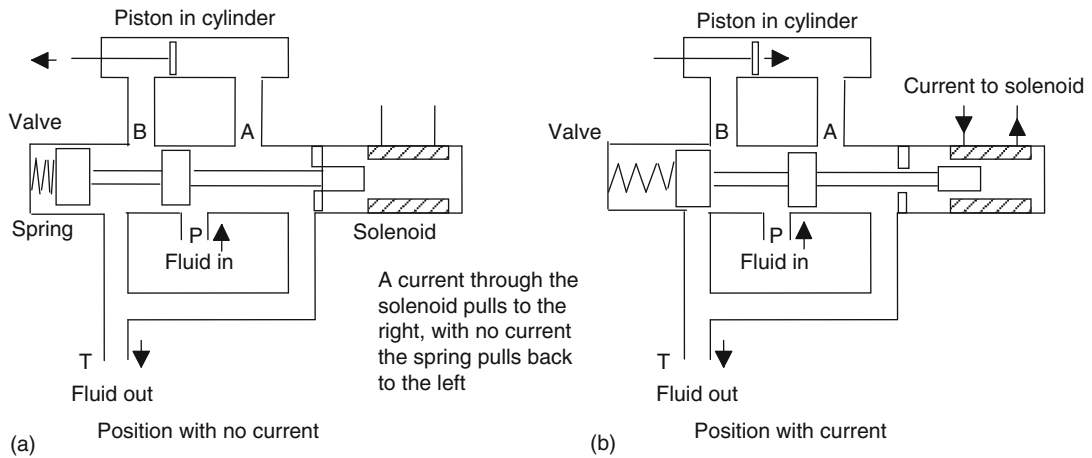 Piston in cylinder
Valve
B
A
Spring
P
Fluid in
Solenoid
T
Fluid out
(a)
Position with no current
A current through the
solenoid pulls to the
right, with no current
the spring pulls back
to the left
Piston in cylinder
Current to solenoid
Valve
B
A
P
Fluid in
T
Fluid out
(b)
Position with current